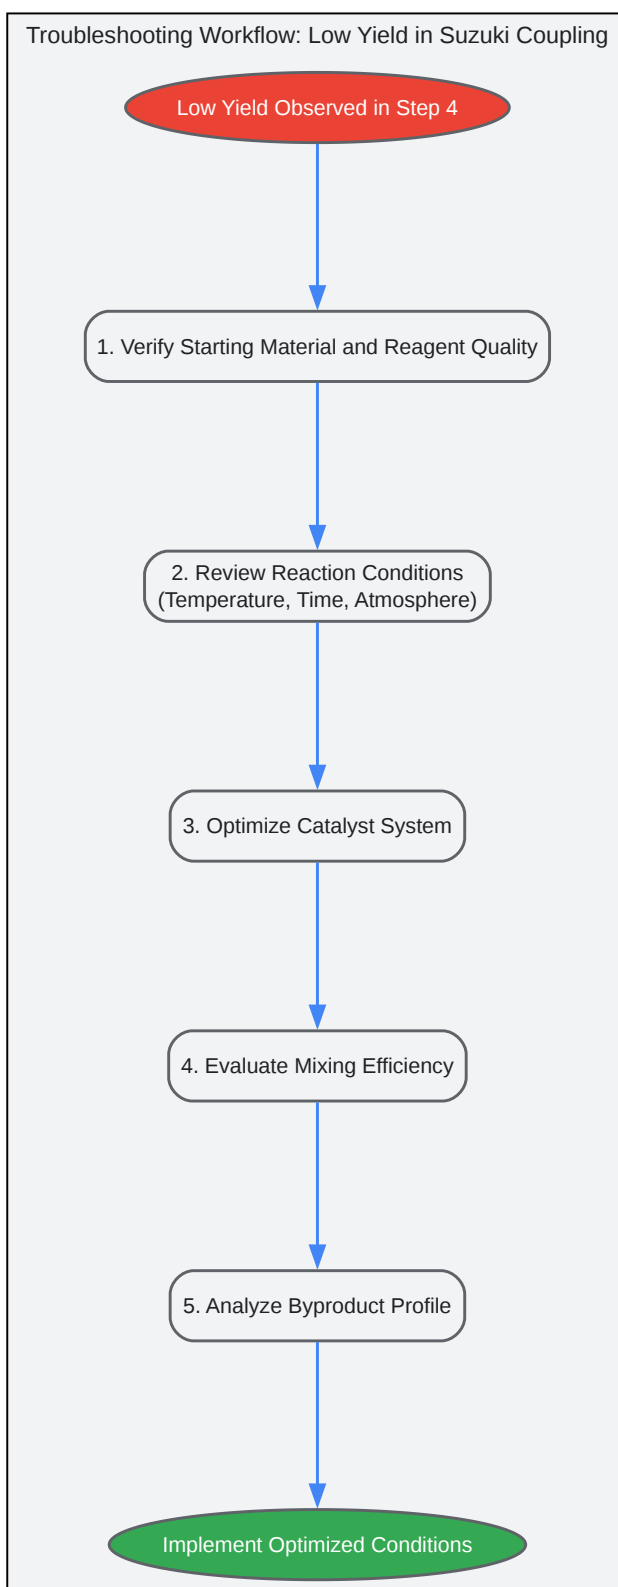 Troubleshooting Workflow: Low Yield in Suzuki Coupling
Low Yield Observed in Step 4
1. Verify Starting Material and Reagent Quality
2. Review Reaction Conditions
(Temperature, Time, Atmosphere)
3. Optimize Catalyst System
4. Evaluate Mixing Efficiency
5. Analyze Byproduct Profile
Implement Optimized Conditions